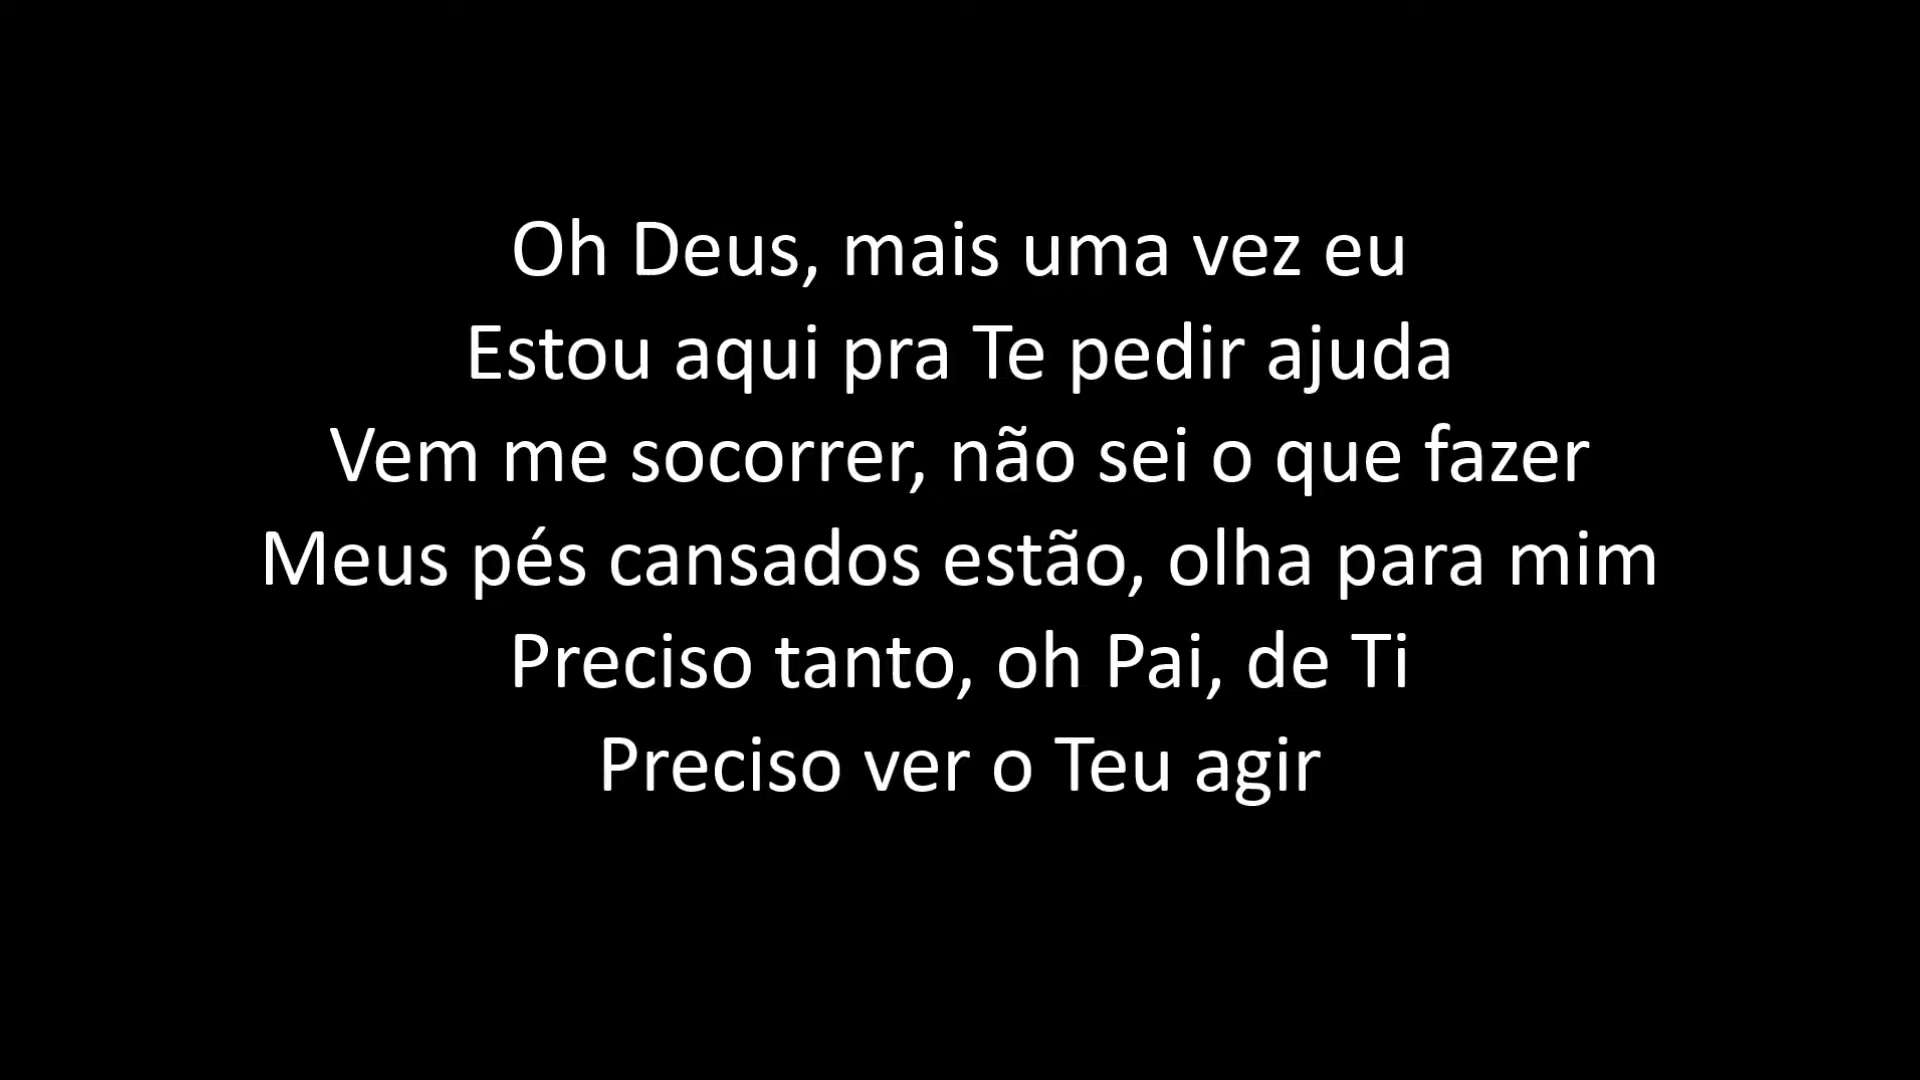 Oh Deus, mais uma vez eu
Estou aqui pra Te pedir ajuda
Vem me socorrer, não sei o que fazer
Meus pés cansados estão, olha para mim
Preciso tanto, oh Pai, de Ti
Preciso ver o Teu agir